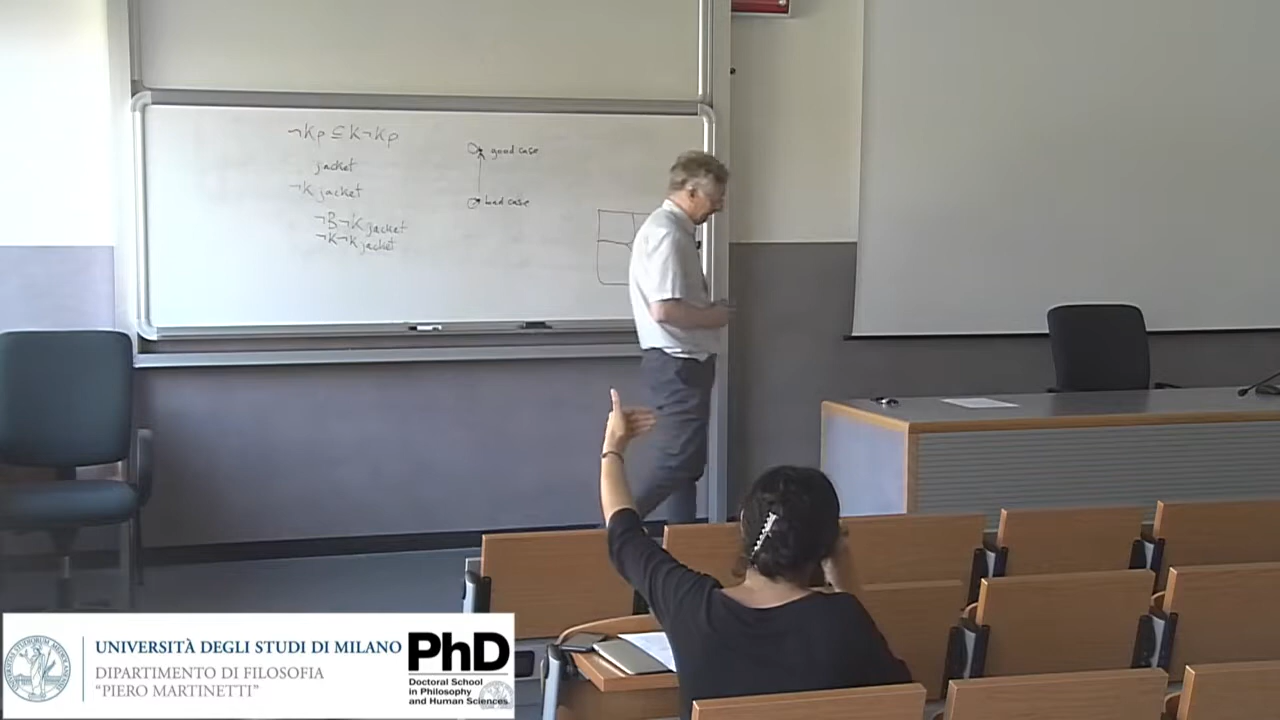 ¬Kp ⊆ K¬Kp
jacket
¬K jacket
¬B¬K jacket
¬K¬K jacket
good case
bad case
UNIVERSITÀ DEGLI STUDI DI MILANO
DIPARTIMENTO DI FILOSOFIA
"PIERO MARTINETTI"
PhD
Doctoral School
in Philosophy
and Human Sciences